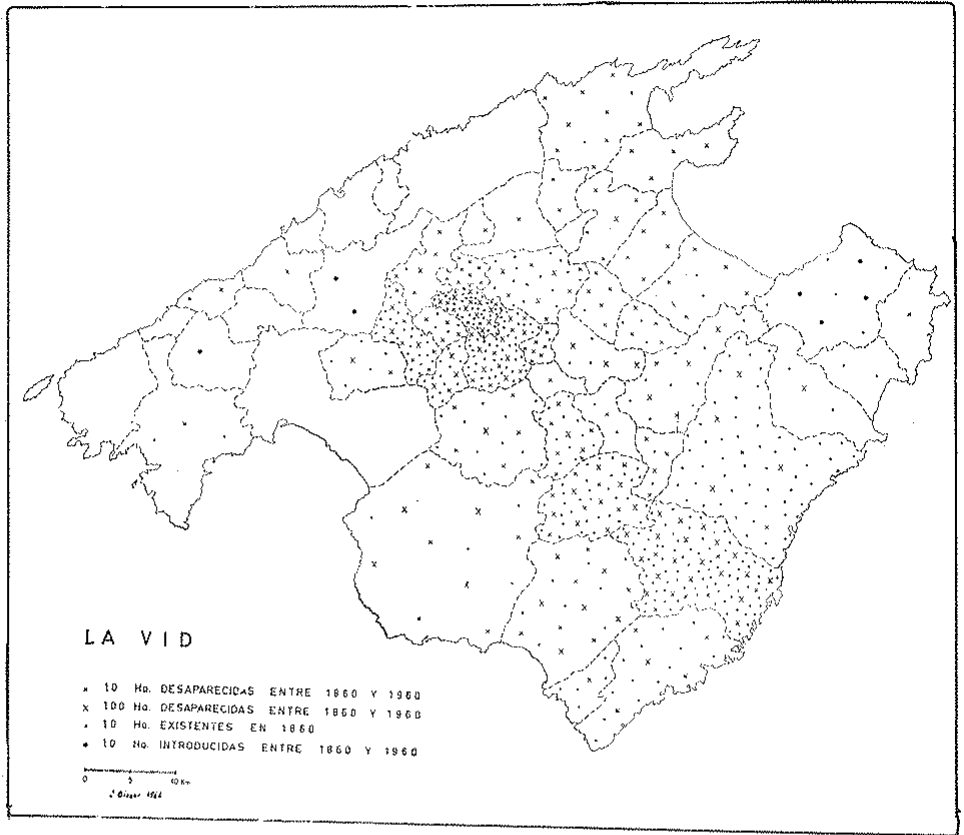 LA VID
10 Ha. DESAPARECIDAS ENTRE 1860 Y 1960
100 Ha. DESAPARECIDAS ENTRE 1860 Y 1960
10 Ha. EXISTENTES EN 1860
10 Ha. INTRODUCIDAS ENTRE 1860 Y 1960
0 5 10 Km